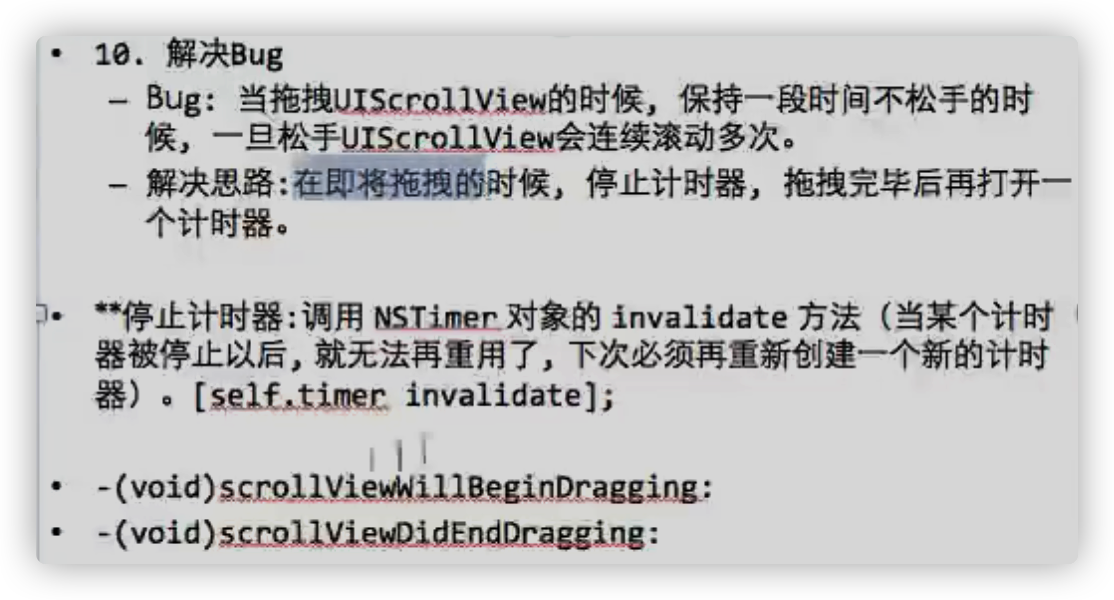 • 10. 解决Bug
– Bug: 当拖拽UIScrollView的时候, 保持一段时间不松手的时
候, 一旦松手UIScrollView会连续滚动多次。
– 解决思路:在即将拖拽的时候, 停止计时器, 拖拽完毕后再打开一
个计时器。
• **停止计时器:调用 NSTimer 对象的 invalidate 方法（当某个计时
器被停止以后, 就无法再重用了, 下次必须再重新创建一个新的计时
器）。[self.timer invalidate];
• -(void)scrollViewWillBeginDragging:
• -(void)scrollViewDidEndDragging: